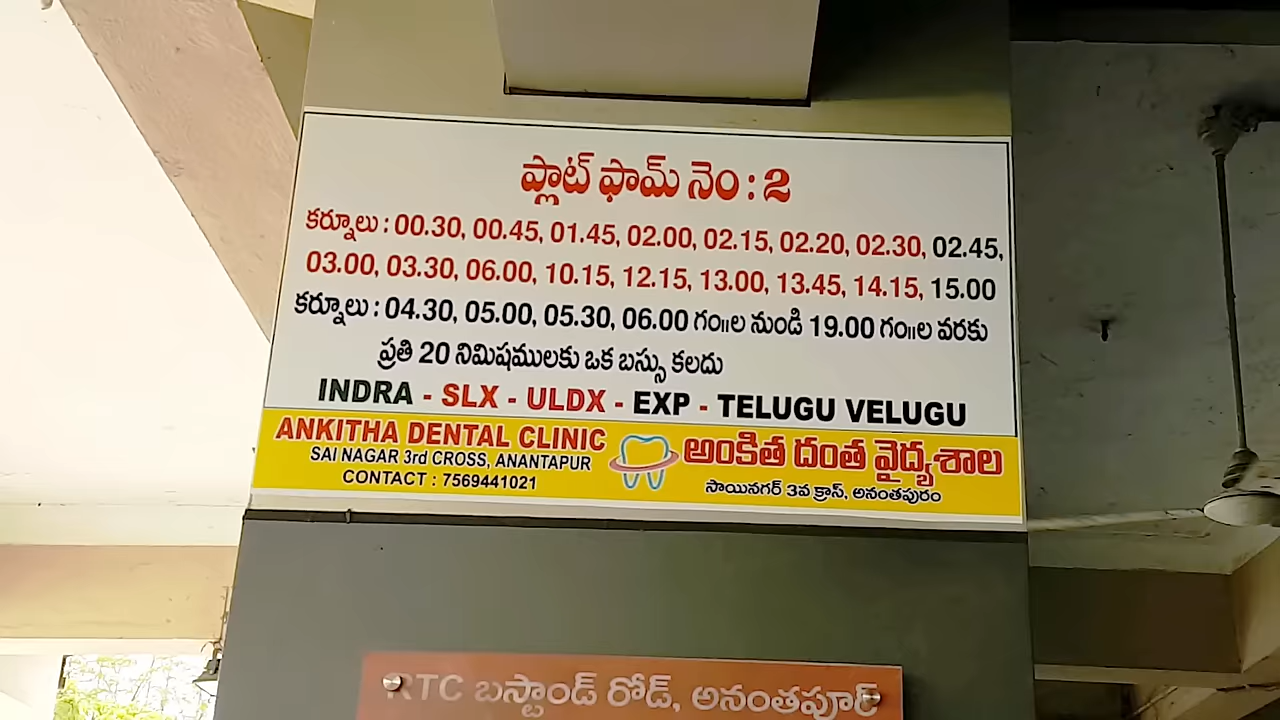 ప్లాట్ ఫామ్ నెం : 2
కర్నూలు : 00.30, 00.45, 01.45, 02.00, 02.15, 02.20, 02.30, 02.45,
03.00, 03.30, 06.00, 10.15, 12.15, 13.00, 13.45, 14.15, 15.00
కర్నూలు : 04.30, 05.00, 05.30, 06.00 గం॥ల నుండి 19.00 గం॥ల వరకు
ప్రతి 20 నిమిషములకు ఒక బస్సు కలదు
INDRA - SLX - ULDX - EXP - TELUGU VELUGU
ANKITHA DENTAL CLINIC
SAI NAGAR 3rd CROSS, ANANTAPUR
CONTACT : 7569441021
అంకిత దంత వైద్యశాల
సాయినగర్ 3వ క్రాస్, అనంతపురం
RTC బస్టాండ్ రోడ్, అనంతపూర్